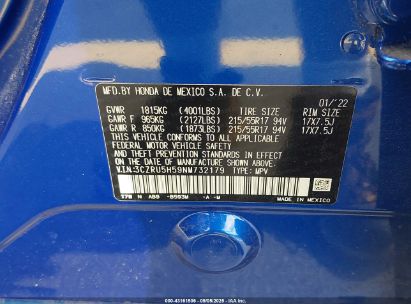 MFD.BY HONDA DE MEXICO S.A. DE C.V.
01/'22
GVWR 1815KG (4001LBS) TIRE SIZE RIM SIZE
GAWR F 965KG (2127LBS) 215/55R17 94V 17X7.5J
GAWR R 850KG (1873LBS) 215/55R17 94V 17X7.5J
THIS VEHICLE CONFORMS TO ALL APPLICABLE
FEDERAL MOTOR VEHICLE SAFETY, BUMPER,
AND THEFT PREVENTION STANDARDS IN EFFECT
ON THE DATE OF MANUFACTURE SHOWN ABOVE.
V.I.N:3CZRU5H59NM732179 TYPE: MPV
-A -M
MADE IN MEXICO